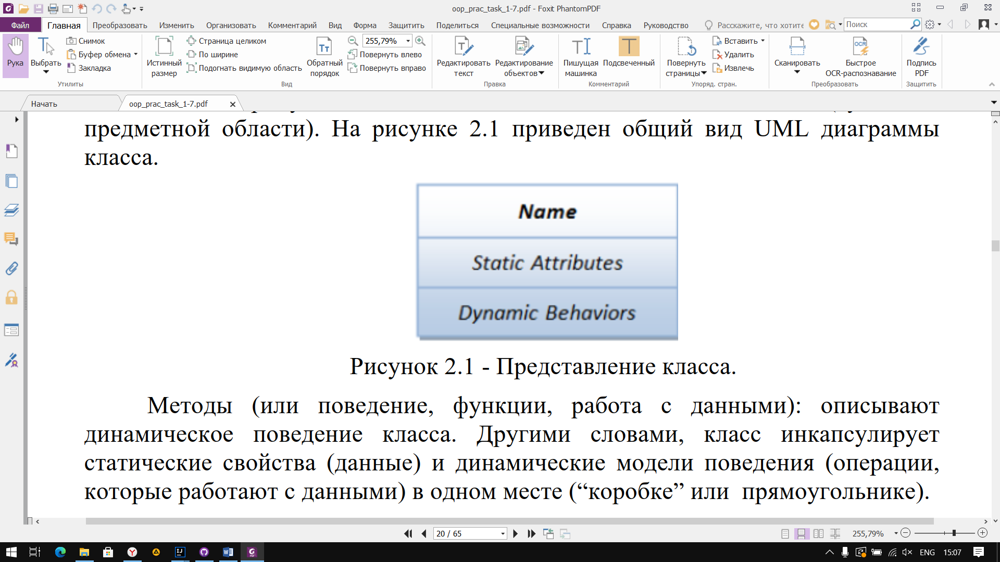 oop_prac_task_1-7.pdf - Foxit PhantomPDF
Файл Главная Преобразовать Изменить Организовать Комментарий Вид Форма Защитить Поделиться Специальные возможности Справка Руководство Расскажите, что хотите Поиск
Рука
Выбрать
Снимок
Буфер обмена
Закладка
Утилиты
Истинный
размер
Страница целиком
По ширине
Подогнать видимую область
Обратный
порядок
255,79%
Повернуть влево
Повернуть вправо
Вид
Редактировать
текст
Редактирование
объектов
Правка
Пишущая
машинка
Подсвеченный
Комментарий
Повернуть
страницы
Вставить
Удалить
Извлечь
Упоряд. стран.
Сканировать
OCR
Быстрое
OCR-распознавание
Преобразовать
Подпись
PDF
Защитить
Начать oop_prac_task_1-7.pdf
предметной области). На рисунке 2.1 приведен общий вид UML диаграммы
класса.
Name
Static Attributes
Dynamic Behaviors
Рисунок 2.1 - Представление класса.
Методы (или поведение, функции, работа с данными): описывают
динамическое поведение класса. Другими словами, класс инкапсулирует
статические свойства (данные) и динамические модели поведения (операции,
которые работают с данными) в одном месте (“коробке” или прямоугольнике).
20 / 65
255,79%
ENG 15:07